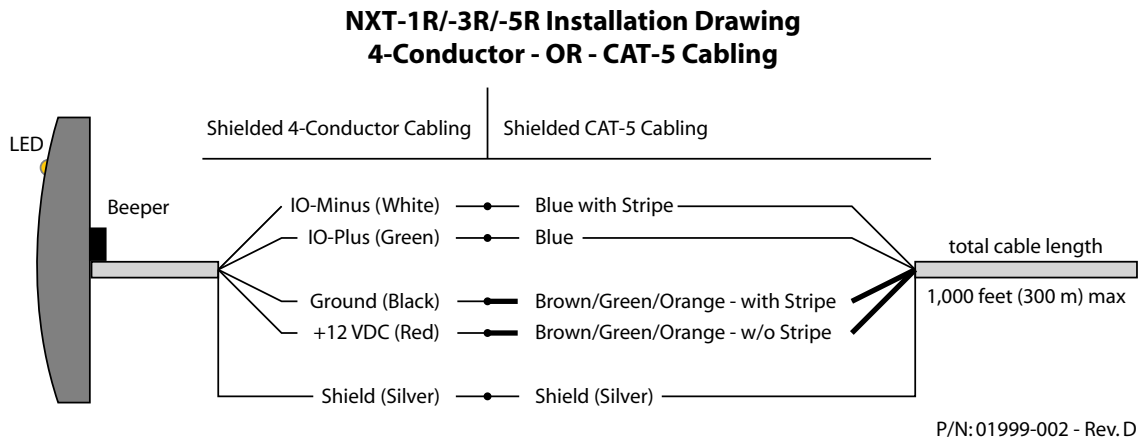 NXT-1R/-3R/-5R Installation Drawing
4-Conductor - OR - CAT-5 Cabling
Shielded 4-Conductor Cabling
Shielded CAT-5 Cabling
LED
Beeper
IO-Minus (White)
Blue with Stripe
IO-Plus (Green)
Blue
total cable length
Ground (Black)
Brown/Green/Orange - with Stripe
1,000 feet (300 m) max
+12 VDC (Red)
Brown/Green/Orange - w/o Stripe
Shield (Silver)
Shield (Silver)
P/N: 01999-002 - Rev. D